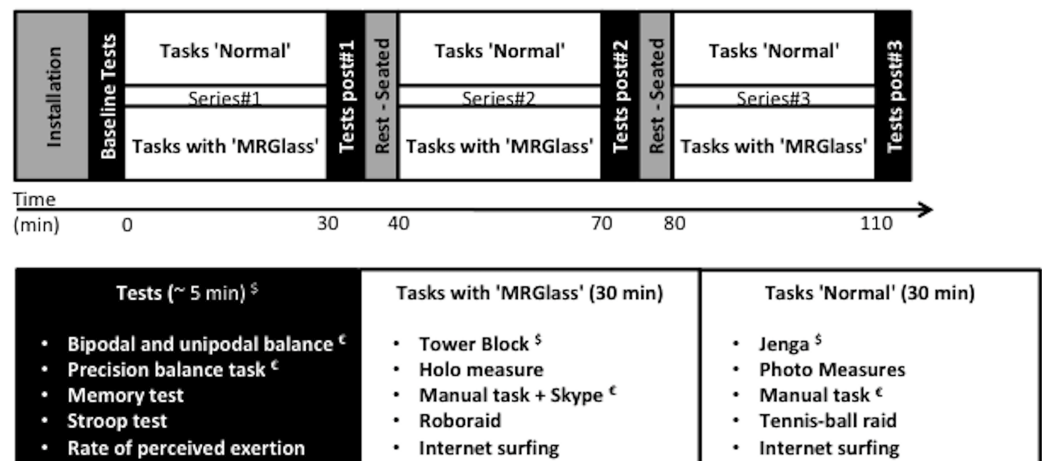 Installation
Baseline Tests
Tasks 'Normal'
Series#1
Tasks with 'MRGlass'
Tests post#1
Rest - Seated
Tasks 'Normal'
Series#2
Tasks with 'MRGlass'
Tests post#2
Rest - Seated
Tasks 'Normal'
Series#3
Tasks with 'MRGlass'
Tests post#3
Time
(min)
0 30 40 70 80 110
Tests (~ 5 min) $
• Bipodal and unipodal balance €
• Precision balance task €
• Memory test
• Stroop test
• Rate of perceived exertion
Tasks with 'MRGlass' (30 min)
• Tower Block $
• Holo measure
• Manual task + Skype €
• Roboraid
• Internet surfing
Tasks 'Normal' (30 min)
• Jenga $
• Photo Measures
• Manual task €
• Tennis-ball raid
• Internet surfing